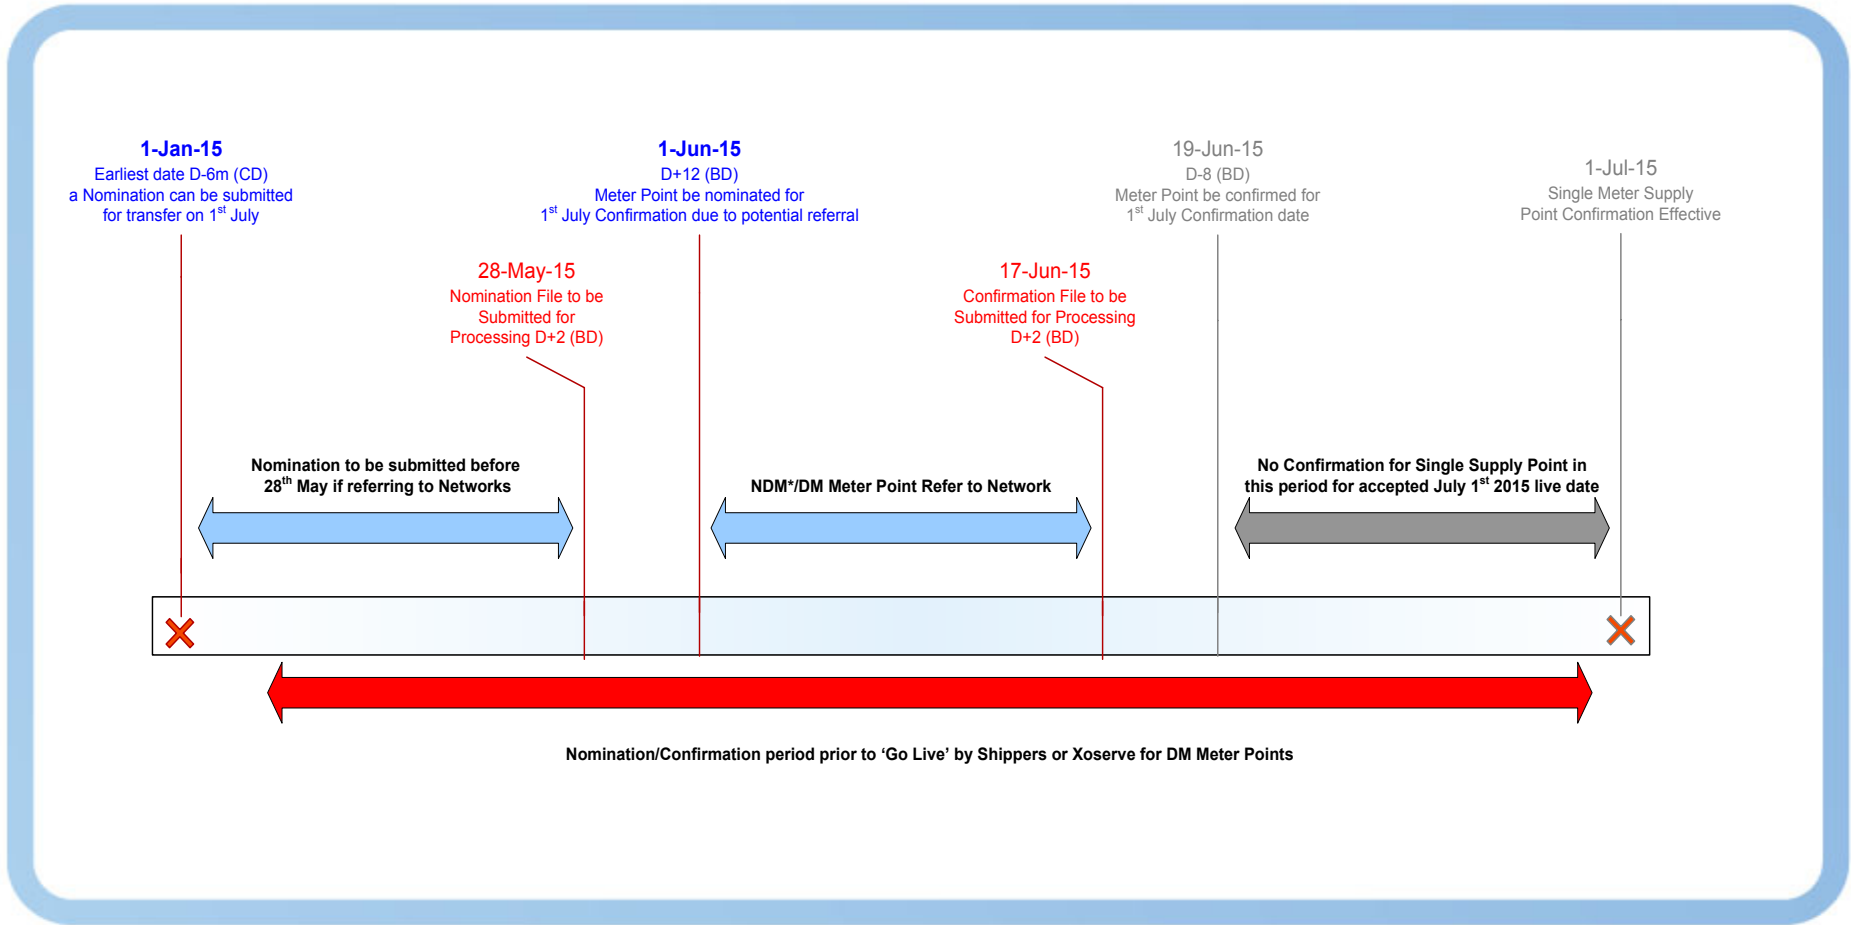 1-Jan-15
Earliest date D-6m (CD)
a Nomination can be submitted
for transfer on 1st July
1-Jun-15
D+12 (BD)
Meter Point be nominated for
1st July Confirmation due to potential referral
19-Jun-15
D-8 (BD)
Meter Point be confirmed for
1st July Confirmation date
1-Jul-15
Single Meter Supply
Point Confirmation Effective
28-May-15
Nomination File to be
Submitted for
Processing D+2 (BD)
17-Jun-15
Confirmation File to be
Submitted for Processing
D+2 (BD)
Nomination to be submitted before
28th May if referring to Networks
NDM*/DM Meter Point Refer to Network
No Confirmation for Single Supply Point in
this period for accepted July 1st 2015 live date
Nomination/Confirmation period prior to ‘Go Live’ by Shippers or Xoserve for DM Meter Points